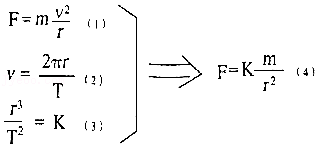 F=m v²/r (1)
v = 2πr/T (2)
r³/T² = K (3)
F=K m/r² (4)